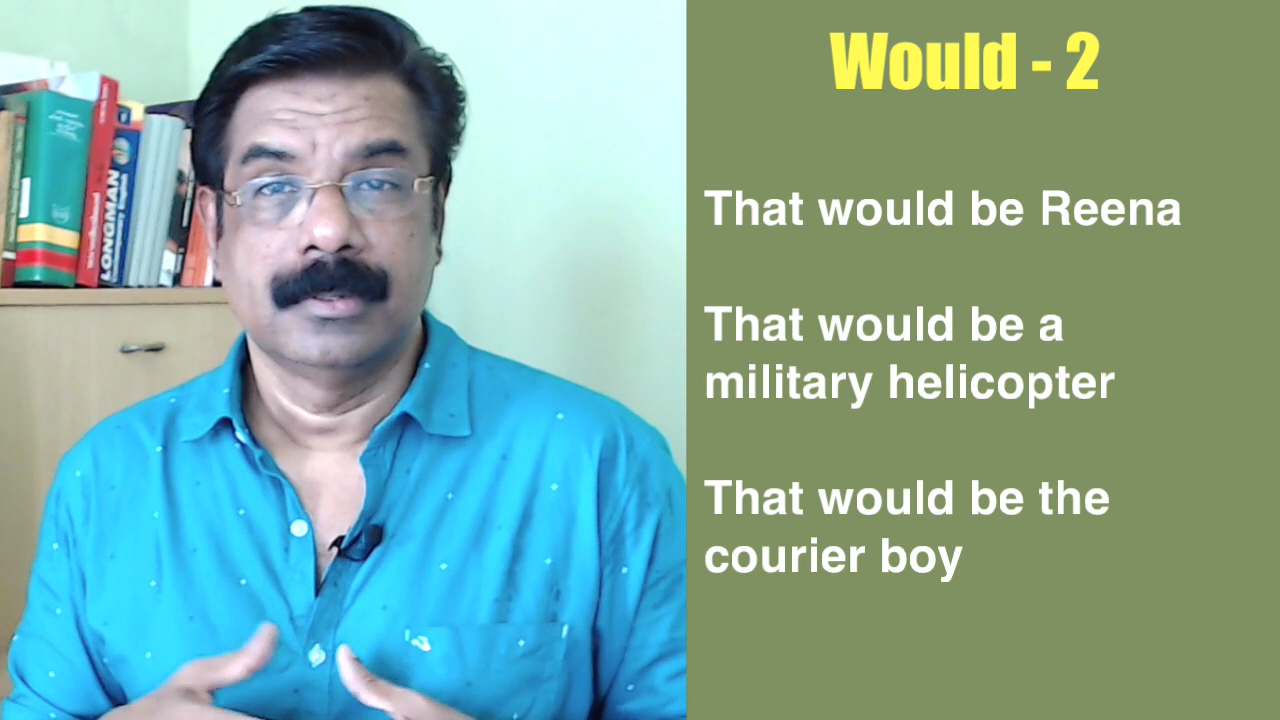 Would - 2
That would be Reena
That would be a
military helicopter
That would be the
courier boy
LONGMAN